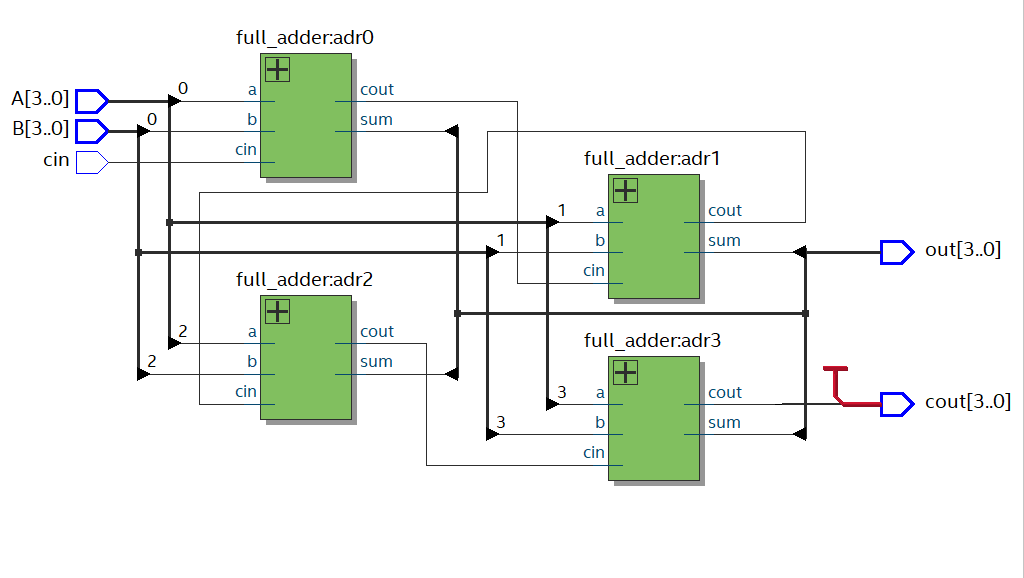 full_adder:adr0
A[3..0] 0 a cout
B[3..0] 0 b sum
cin cin
full_adder:adr1
1 a cout
1 b sum out[3..0]
cin
full_adder:adr2
2 a cout
2 b sum
cin
full_adder:adr3
3 a cout cout[3..0]
3 b sum
cin